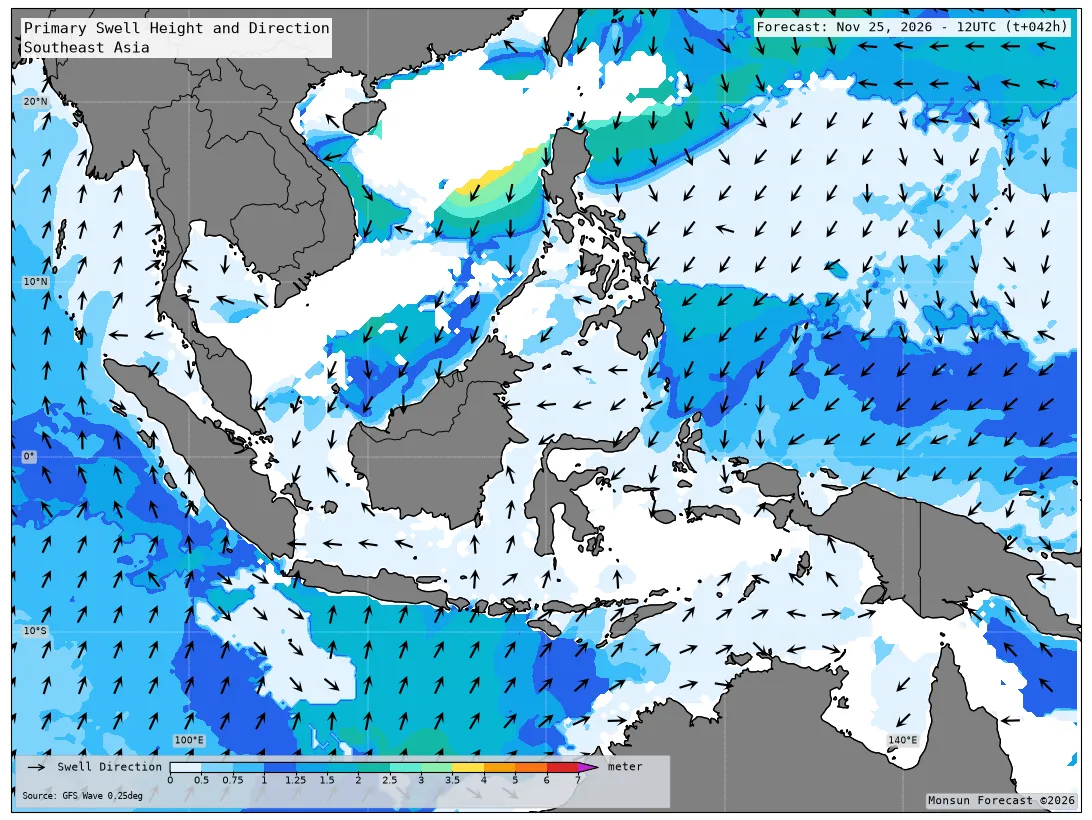 Primary Swell Height and Direction
Southeast Asia
Forecast: Nov 25, 2026 - 12UTC (t+042h)
20°N
10°N
0°
10°S
100°E
140°E
Swell Direction
0 0.5 0.75 1 1.25 1.5 2 2.5 3 3.5 4 5 6 7
meter
Source: GFS Wave 0.25deg
Monsun Forecast ©2026